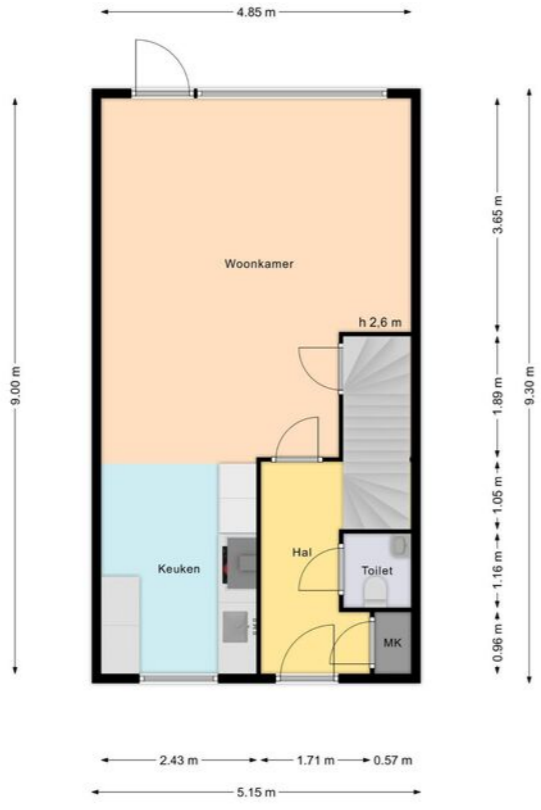 4.85 m
3.65 m
Woonkamer
h 2,6 m
9.00 m
1.89 m
9.30 m
1.05 m
Hal
1.16 m
Keuken
Toilet
0.96 m
MK
2.43 m
1.71 m
0.57 m
5.15 m